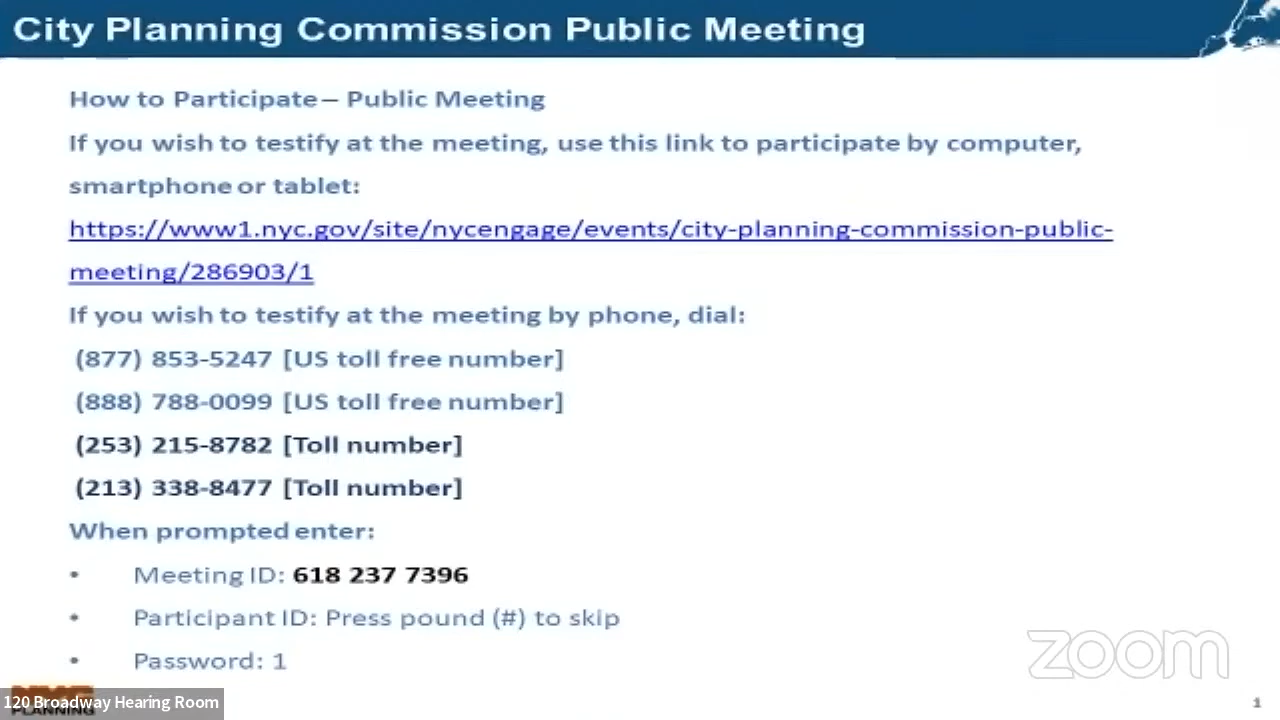 City Planning Commission Public Meeting
How to Participate – Public Meeting
If you wish to testify at the meeting, use this link to participate by computer,
smartphone or tablet:
https://www1.nyc.gov/site/nycengage/events/city-planning-commission-public-
meeting/286903/1
If you wish to testify at the meeting by phone, dial:
(877) 853-5247 [US toll free number]
(888) 788-0099 [US toll free number]
(253) 215-8782 [Toll number]
(213) 338-8477 [Toll number]
When prompted enter:
• Meeting ID: 618 237 7396
• Participant ID: Press pound (#) to skip
• Password: 1
zoom
NYC
PLANNING
120 Broadway Hearing Room
1